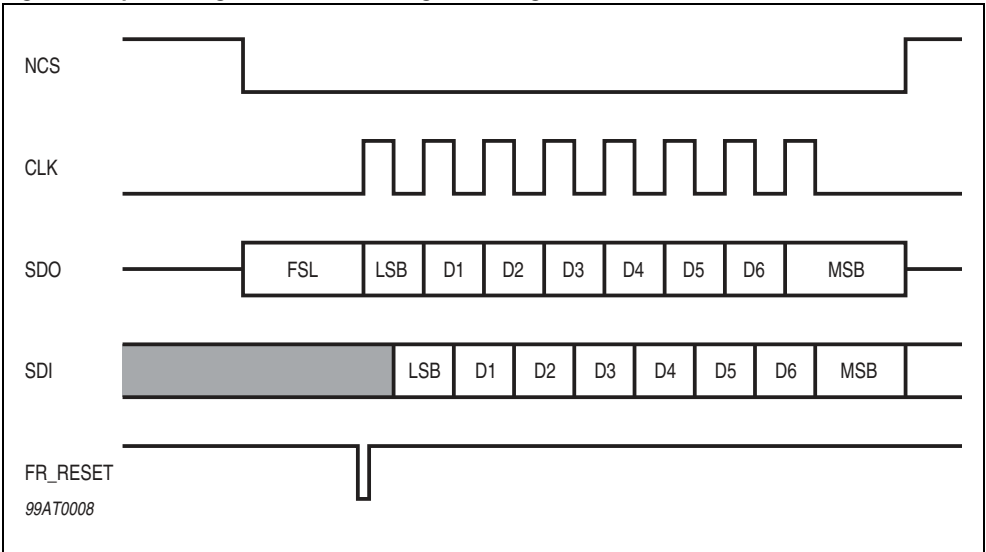 NCS
CLK
SDO FSL LSB D1 D2 D3 D4 D5 D6 MSB
SDI LSB D1 D2 D3 D4 D5 D6 MSB
FR_RESET
99AT0008